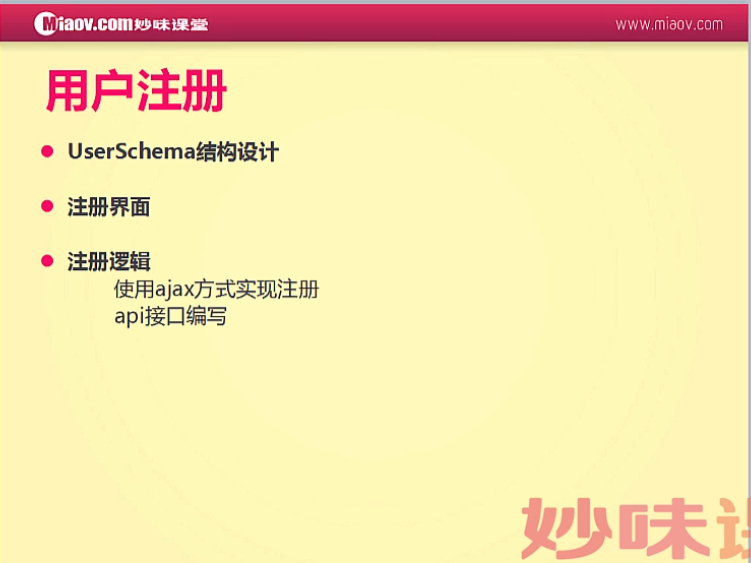 Miaov.com妙味课堂
www.miaov.com
用户注册
UserSchema结构设计
注册界面
注册逻辑
使用ajax方式实现注册
api接口编写
妙味课